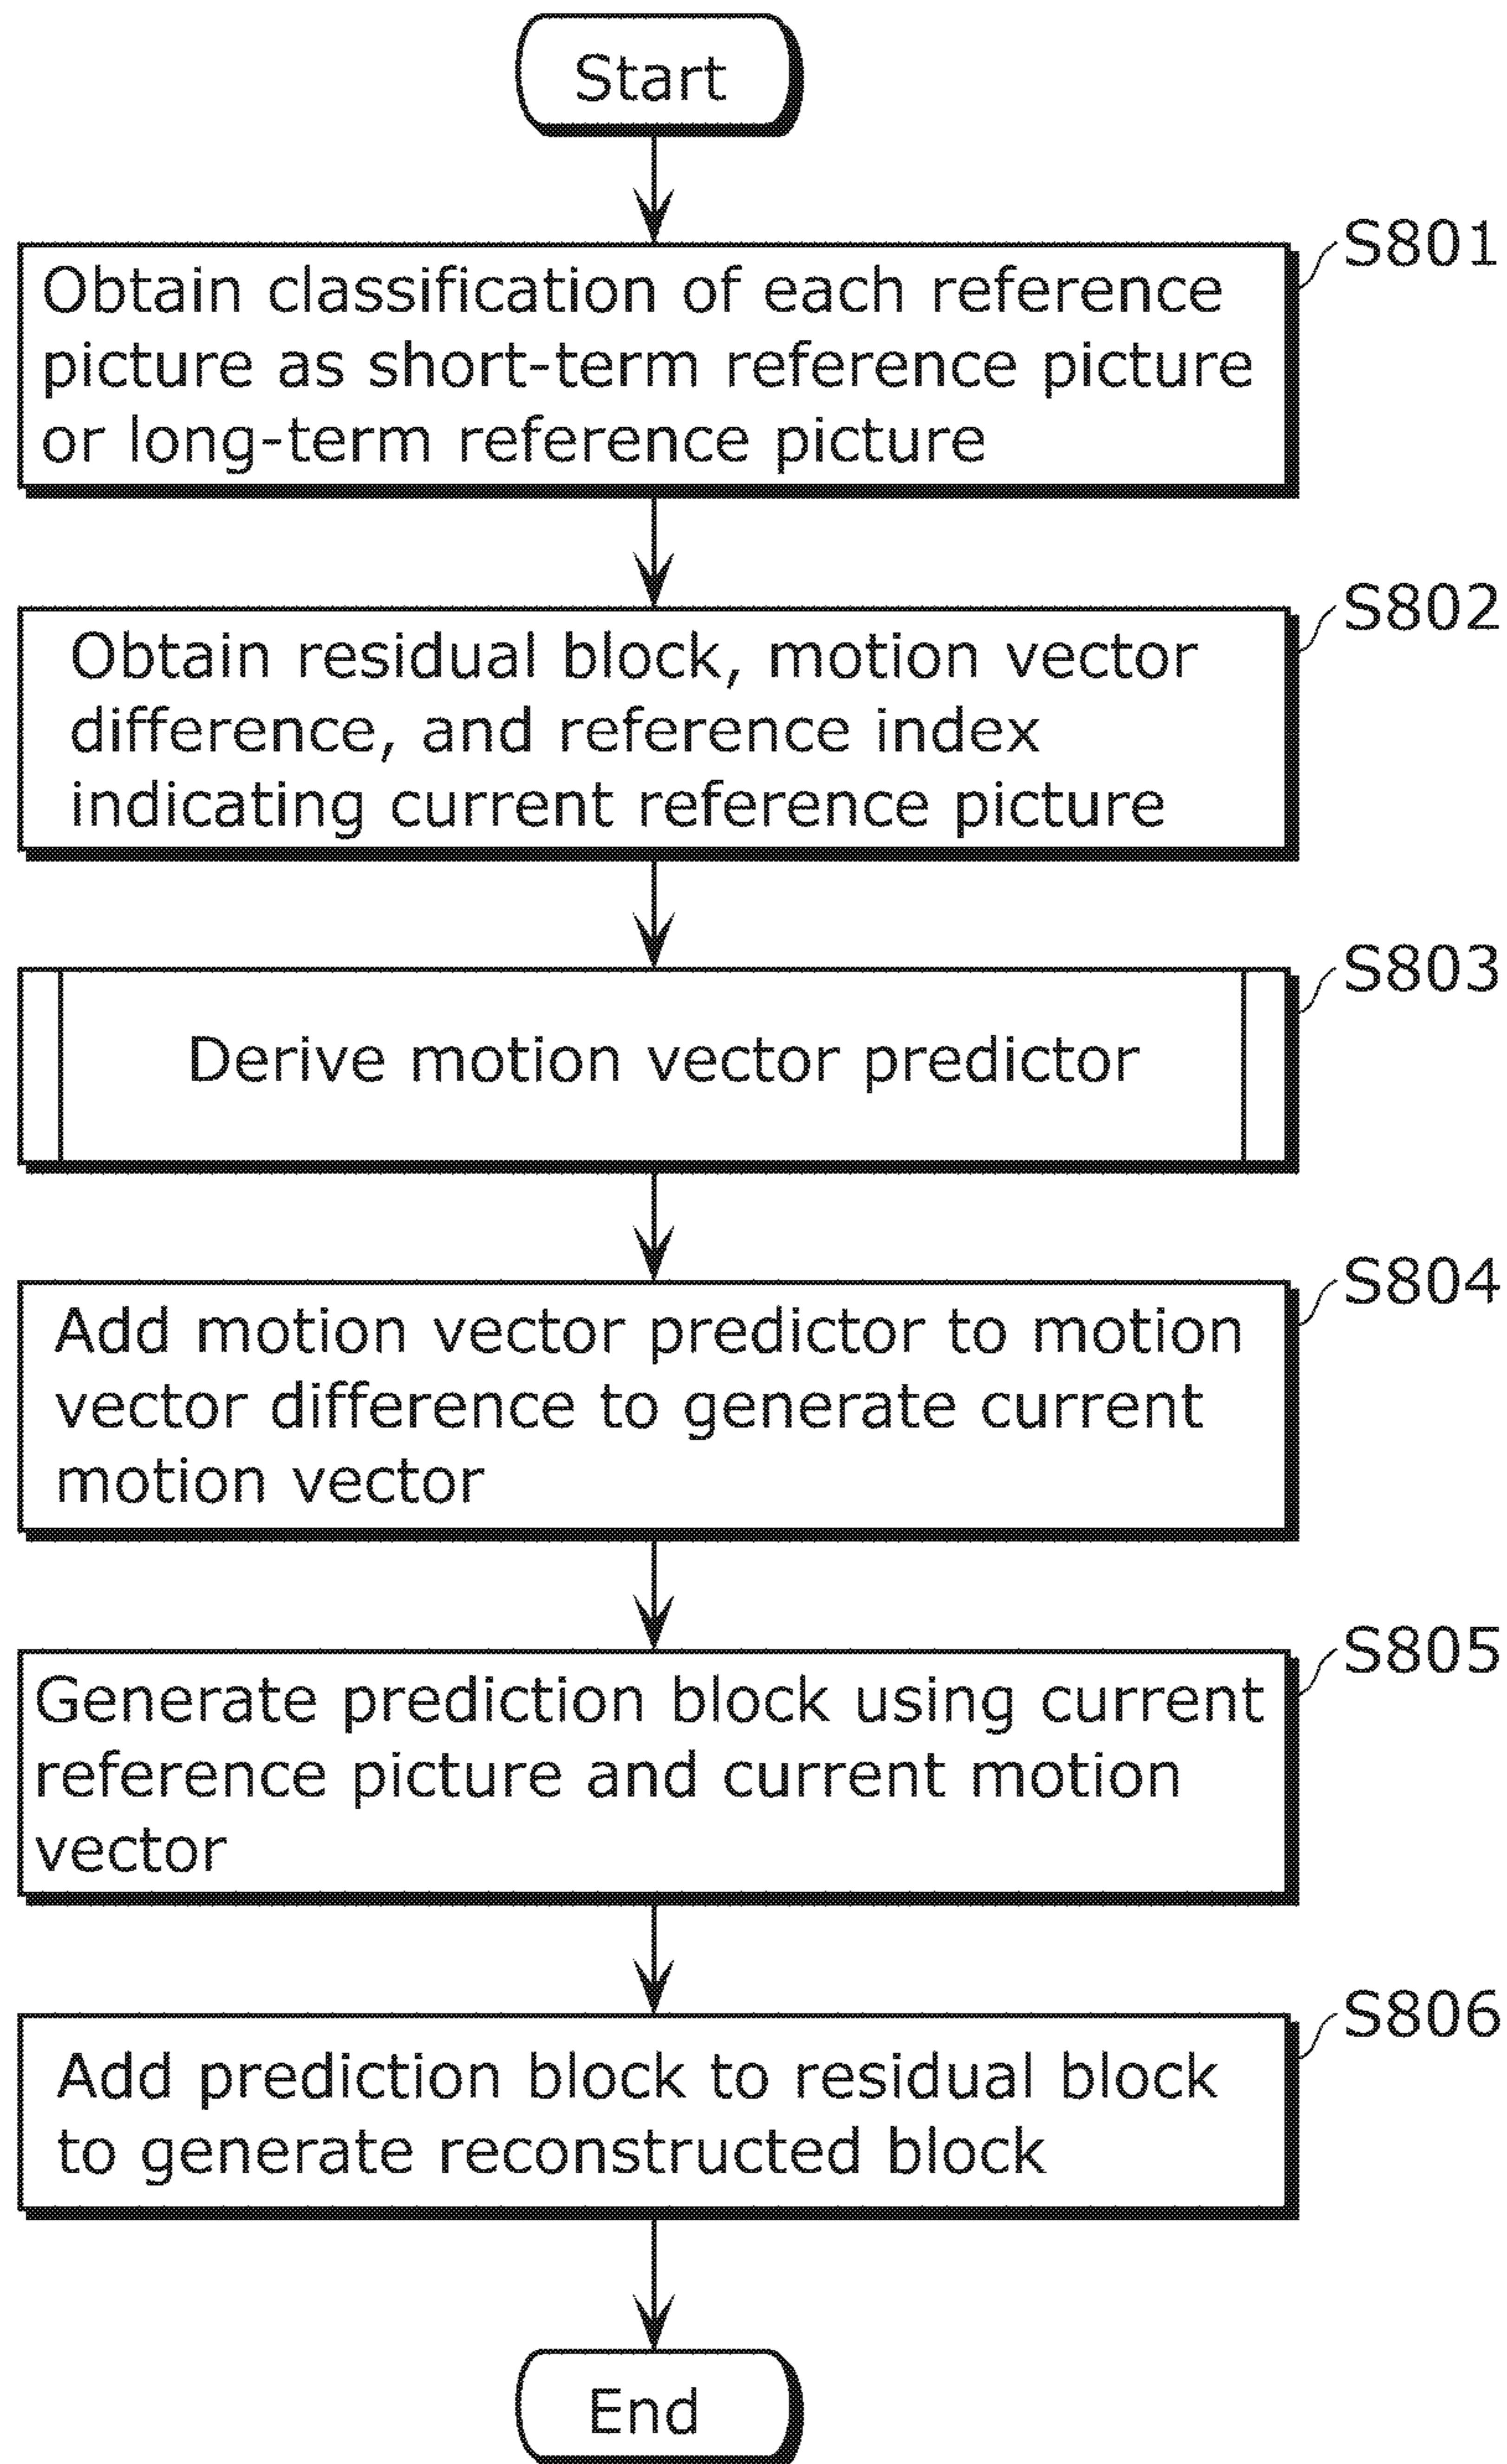 Start
S801
Obtain classification of each reference
picture as short-term reference picture
or long-term reference picture
S802
Obtain residual block, motion vector
difference, and reference index
indicating current reference picture
S803
Derive motion vector predictor
S804
Add motion vector predictor to motion
vector difference to generate current
motion vector
S805
Generate prediction block using current
reference picture and current motion
vector
S806
Add prediction block to residual block
to generate reconstructed block
End